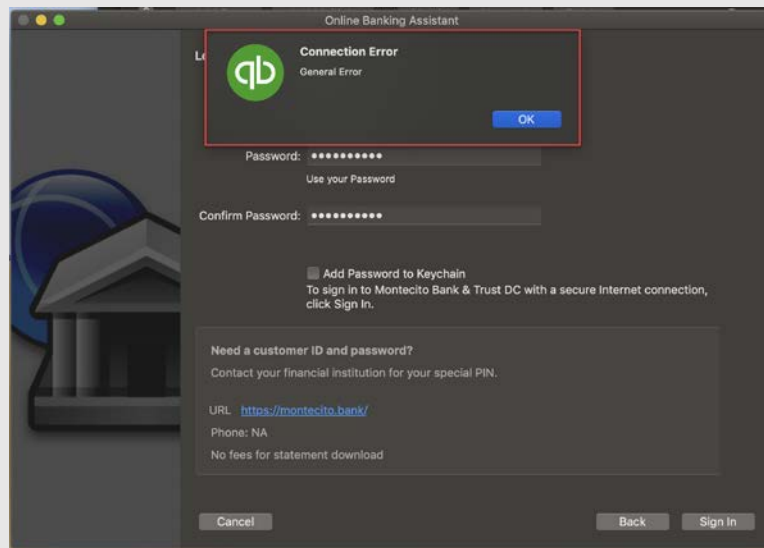 Online Banking Assistant
Le
Connection Error
General Error
OK
Password: ••••••••••
Use your Password
Confirm Password: ••••••••••
Add Password to Keychain
To sign in to Montecito Bank & Trust DC with a secure Internet connection,
click Sign In.
Need a customer ID and password?
Contact your financial institution for your special PIN.
URL https://montecito.bank/
Phone: NA
No fees for statement download
Cancel Back Sign In